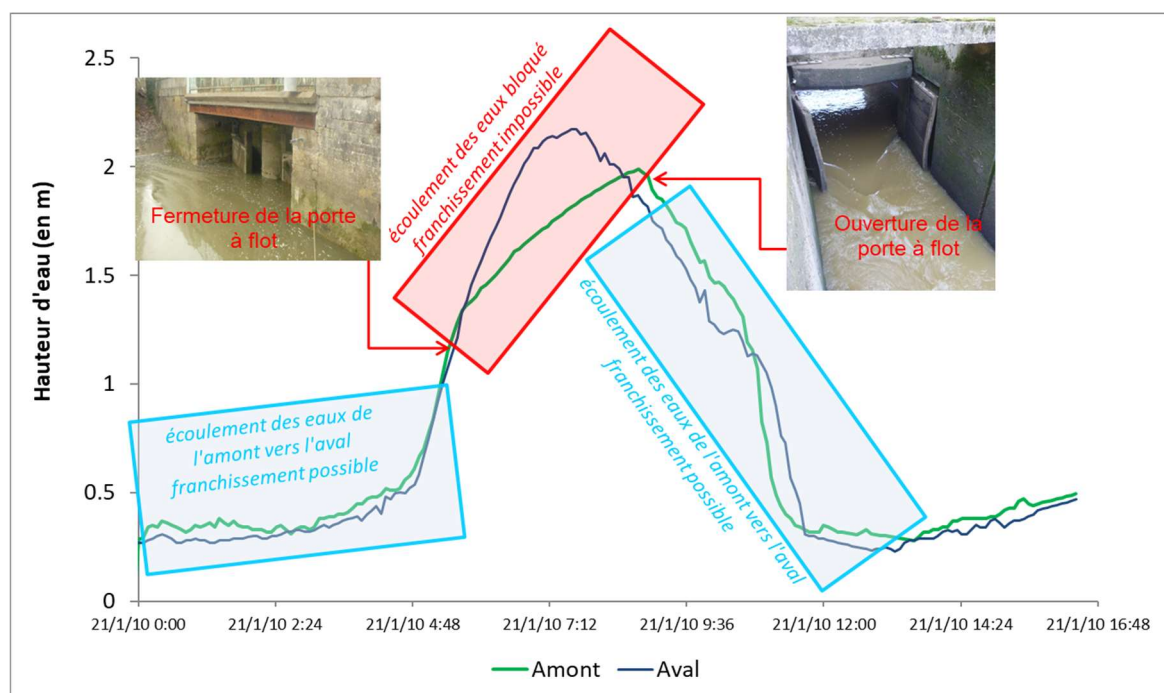 Hauteur d'eau (en m)
2.5
2
1.5
1
0.5
0
Fermeture de la porte
à flot
écoulement des eaux bloqué
franchissement impossible
Ouverture de la
porte à flot
écoulement des eaux de
l'amont vers l'aval
franchissement possible
écoulement des eaux de l'amont vers l'aval
franchissement possible
21/1/10 0:00 21/1/10 2:24 21/1/10 4:48 21/1/10 7:12 21/1/10 9:36 21/1/10 12:00 21/1/10 14:24 21/1/10 16:48
Amont Aval